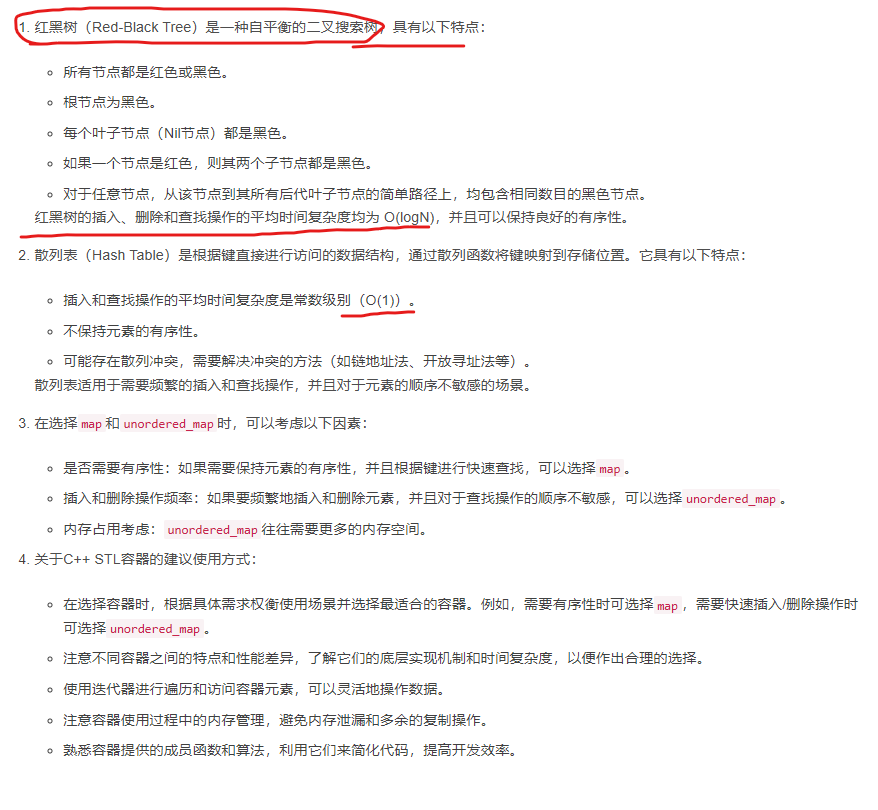 1. 红黑树（Red-Black Tree）是一种自平衡的二叉搜索树，具有以下特点：
所有节点都是红色或黑色。
根节点为黑色。
每个叶子节点（Nil节点）都是黑色。
如果一个节点是红色，则其两个子节点都是黑色。
对于任意节点，从该节点到其所有后代叶子节点的简单路径上，均包含相同数目的黑色节点。
红黑树的插入、删除和查找操作的平均时间复杂度均为 O(logN)，并且可以保持良好的有序性。
2. 散列表（Hash Table）是根据键直接进行访问的数据结构，通过散列函数将键映射到存储位置。它具有以下特点：
插入和查找操作的平均时间复杂度是常数级别（O(1)）。
不保持元素的有序性。
可能存在散列冲突，需要解决冲突的方法（如链地址法、开放寻址法等）。
散列表适用于需要频繁的插入和查找操作，并且对于元素的顺序不敏感的场景。
3. 在选择 map 和 unordered_map 时，可以考虑以下因素：
是否需要有序性：如果需要保持元素的有序性，并且根据键进行快速查找，可以选择 map 。
插入和删除操作频率：如果要频繁地插入和删除元素，并且对于查找操作的顺序不敏感，可以选择 unordered_map 。
内存占用考虑： unordered_map 往往需要更多的内存空间。
4. 关于C++ STL容器的建议使用方式：
在选择容器时，根据具体需求权衡使用场景并选择最适合的容器。例如，需要有序性时可选择 map ，需要快速插入/删除操作时
可选择 unordered_map 。
注意不同容器之间的特点和性能差异，了解它们的底层实现机制和时间复杂度，以便作出合理的选择。
使用迭代器进行遍历和访问容器元素，可以灵活地操作数据。
注意容器使用过程中的内存管理，避免内存泄漏和多余的复制操作。
熟悉容器提供的成员函数和算法，利用它们来简化代码，提高开发效率。